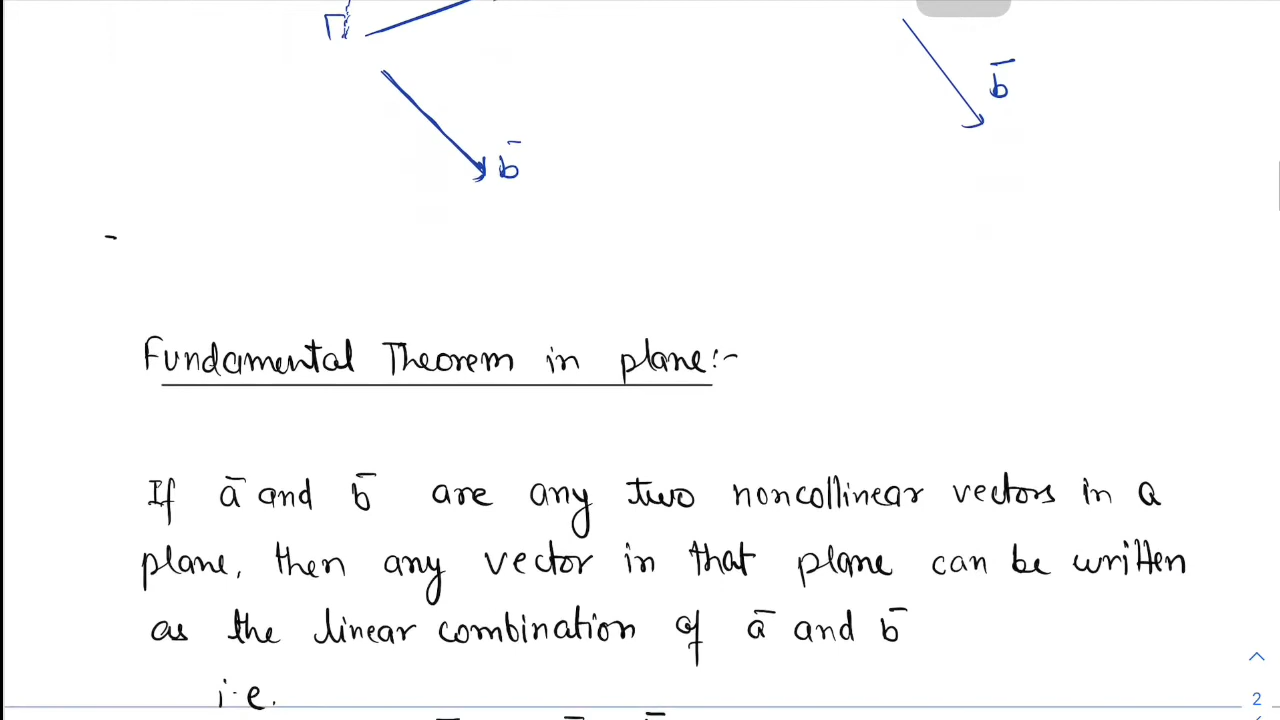 b̄
b̄
Fundamental Theorem in plane:-
If ā and b̄ are any two noncollinear vectors in a
plane, then any vector in that plane can be written
as the linear combination of ā and b̄
i.e.
2